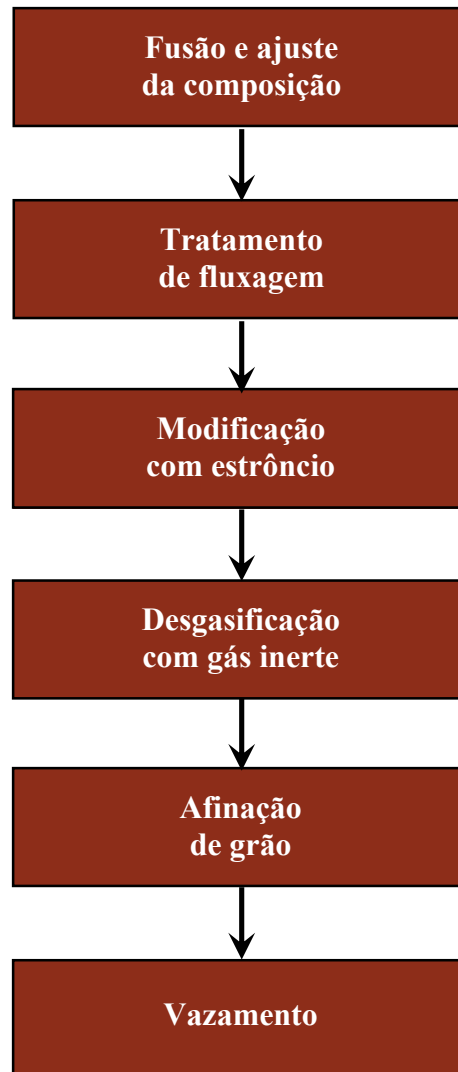 Fusão e ajuste
da composição
Tratamento
de fluxagem
Modificação
com estrôncio
Desgasificação
com gás inerte
Afinação
de grão
Vazamento